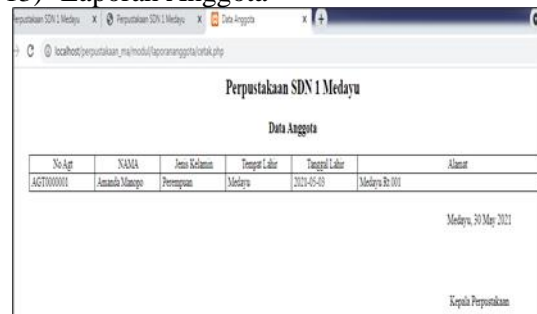 Laporan Anggota
erpustakaan SDN 1 Medayu x Perpustakaan SDN 1 Medayu x Data Anggota x +
localhost/perpustakaan_ma/modul/laporananggota/cetak.php
Perpustakaan SDN 1 Medayu
Data Anggota
No Agt NAMA Jenis Kelamin Tempat Lahir Tanggal Lahir Alamat
AGT0000001 Amanda Manopo Perempuan Medayu 2021-05-03 Medayu Rt 001
Medayu, 30 May 2021
Kepala Perpustakaan